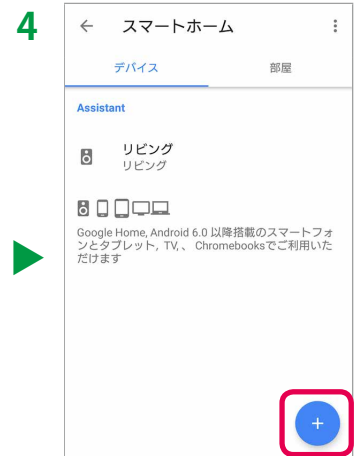 4
スマートホーム
デバイス
部屋
Assistant
リビング
リビング
Google Home, Android 6.0 以降搭載のスマートフォ
ンとタブレット, TV, 、 Chromebooksでご利用いた
だけます
+